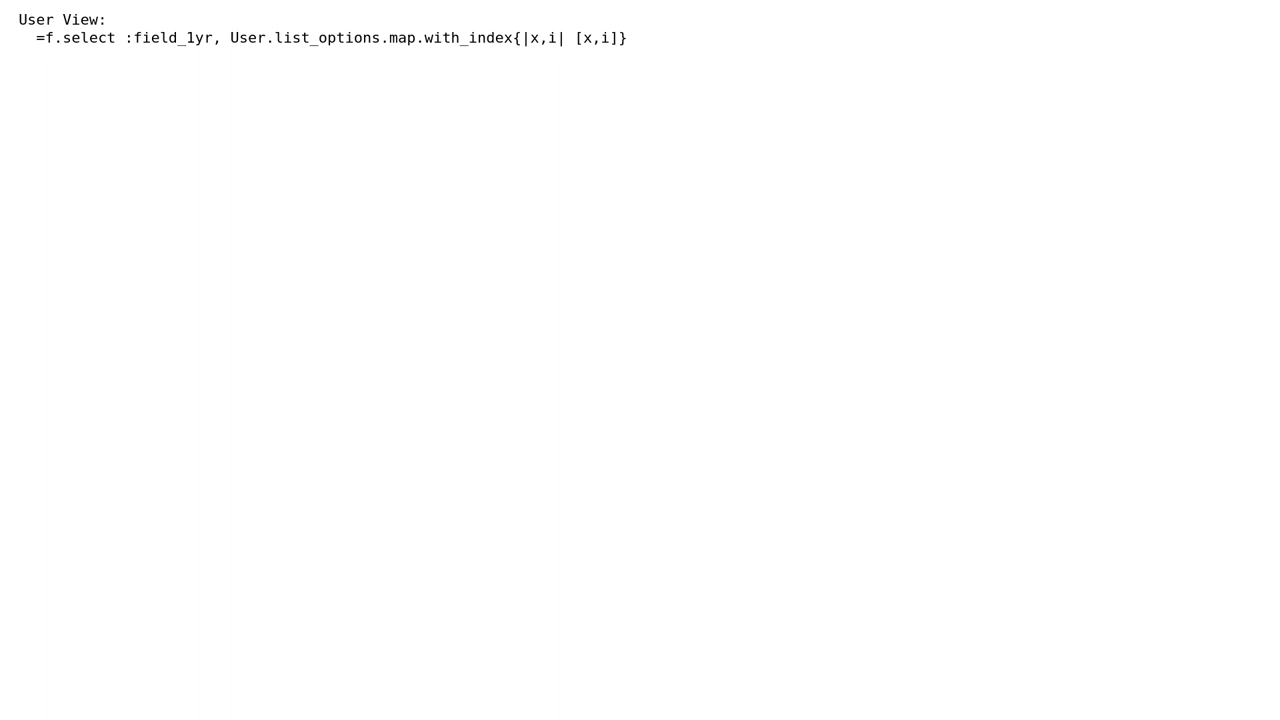 User View:
  =f.select :field_1yr, User.list_options.map.with_index{|x,i| [x,i]}